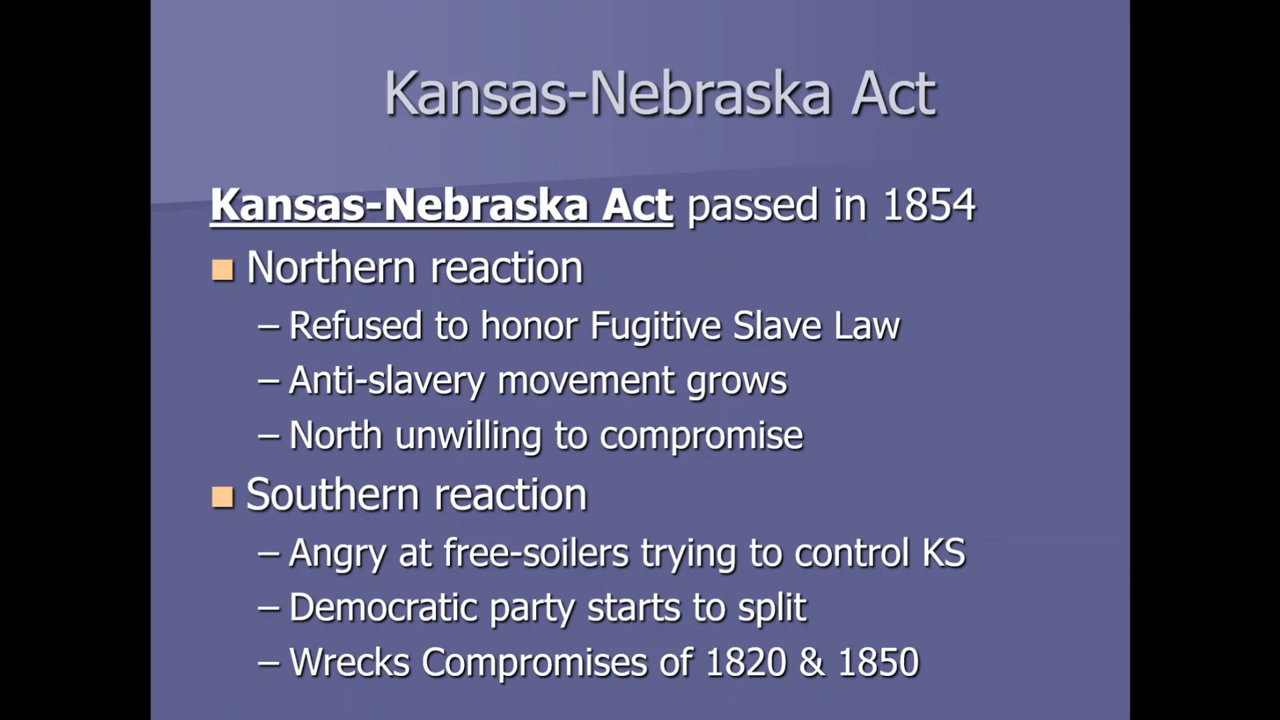 Kansas-Nebraska Act
Kansas-Nebraska Act passed in 1854
Northern reaction
– Refused to honor Fugitive Slave Law
– Anti-slavery movement grows
– North unwilling to compromise
Southern reaction
– Angry at free-soilers trying to control KS
– Democratic party starts to split
– Wrecks Compromises of 1820 & 1850